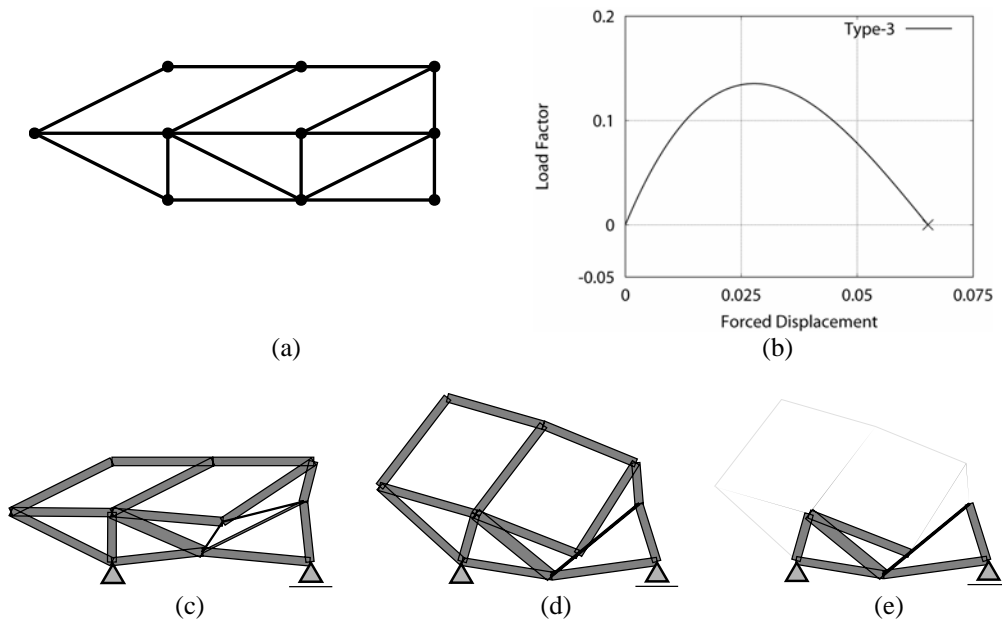 0.2
Type-3
0.1
Load Factor
0
-0.05
0
0.025
0.05
0.075
Forced Displacement
(a)
(b)
(c)
(d)
(e)